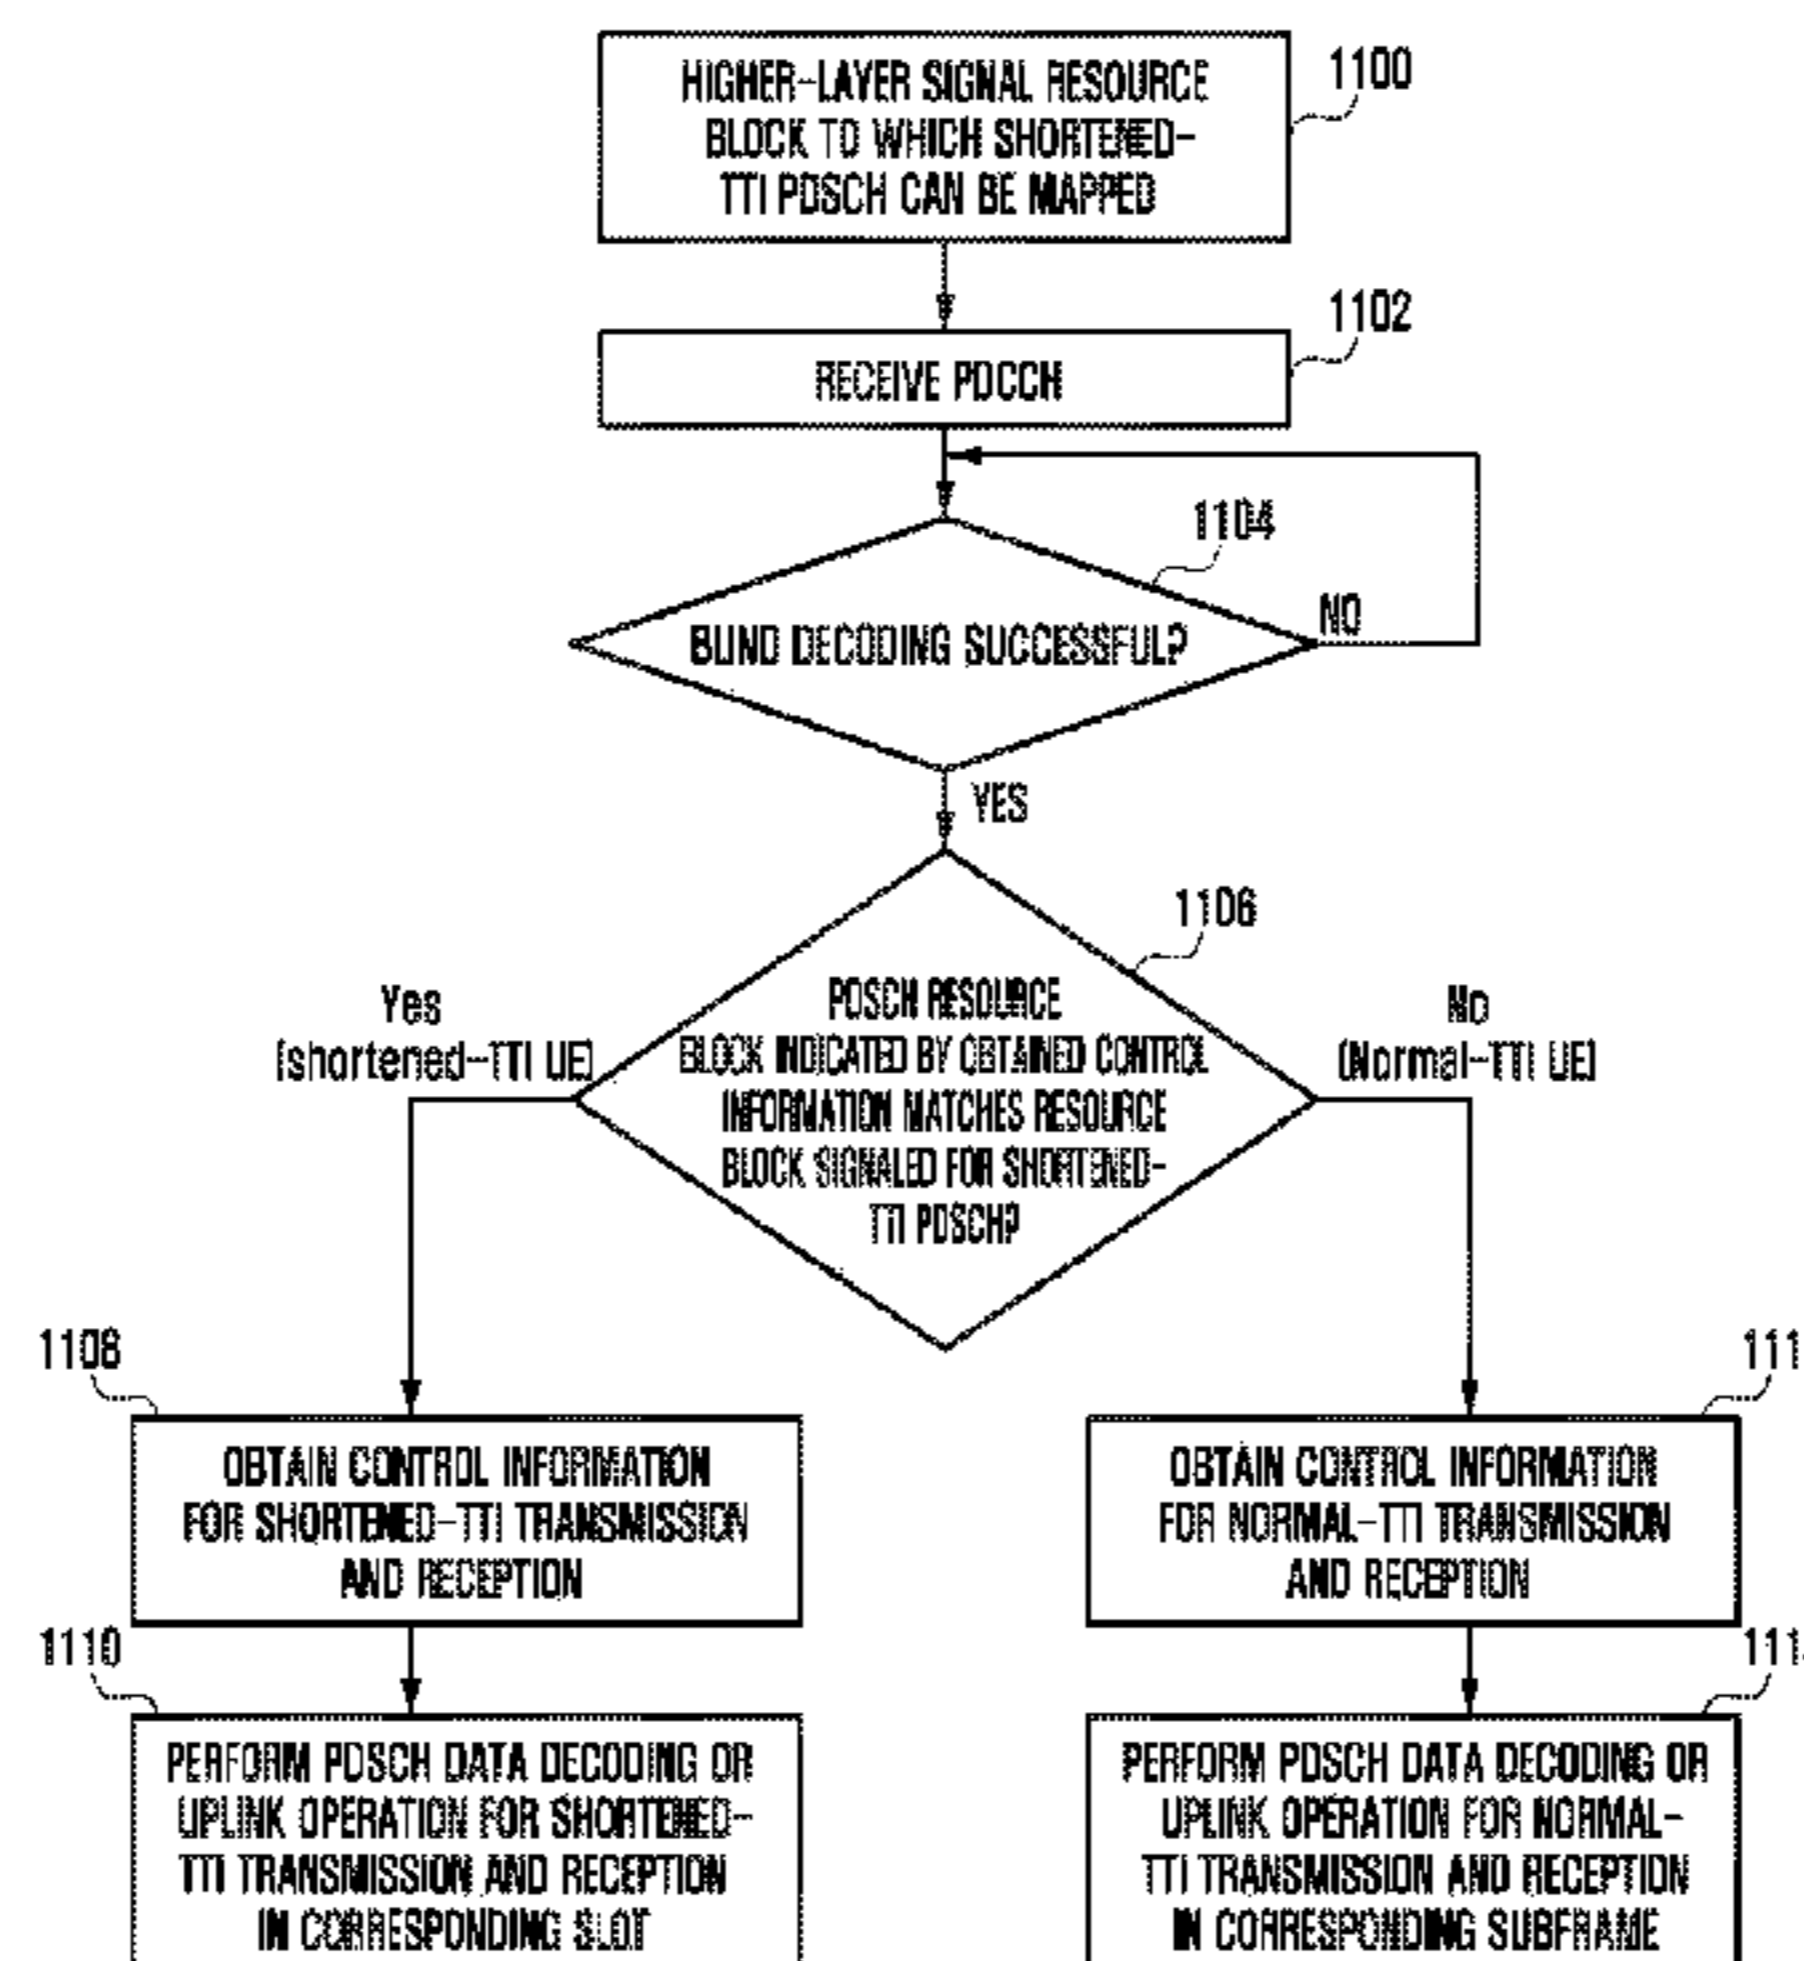 HIGHER-LAYER SIGNAL RESOURCE
BLOCK TO WHICH SHORTENED-
TTI PDSCH CAN BE MAPPED
1100
RECEIVE PDCCH
1102
1104
BLIND DECODING SUCCESSFUL?
NO
YES
1106
PDSCH RESOURCE
BLOCK INDICATED BY OBTAINED CONTROL
INFORMATION MATCHES RESOURCE
BLOCK SIGNALED FOR SHORTENED-
TTI PDSCH?
Yes
(shortened-TTI UE)
No
(Normal-TTI UE)
1108
OBTAIN CONTROL INFORMATION
FOR SHORTENED-TTI TRANSMISSION
AND RECEPTION
111
OBTAIN CONTROL INFORMATION
FOR NORMAL-TTI TRANSMISSION
AND RECEPTION
1110
PERFORM PDSCH DATA DECODING OR
UPLINK OPERATION FOR SHORTENED-
TTI TRANSMISSION AND RECEPTION
IN CORRESPONDING SLOT
111
PERFORM PDSCH DATA DECODING OR
UPLINK OPERATION FOR NORMAL-
TTI TRANSMISSION AND RECEPTION
IN CORRESPONDING SUBFRAME